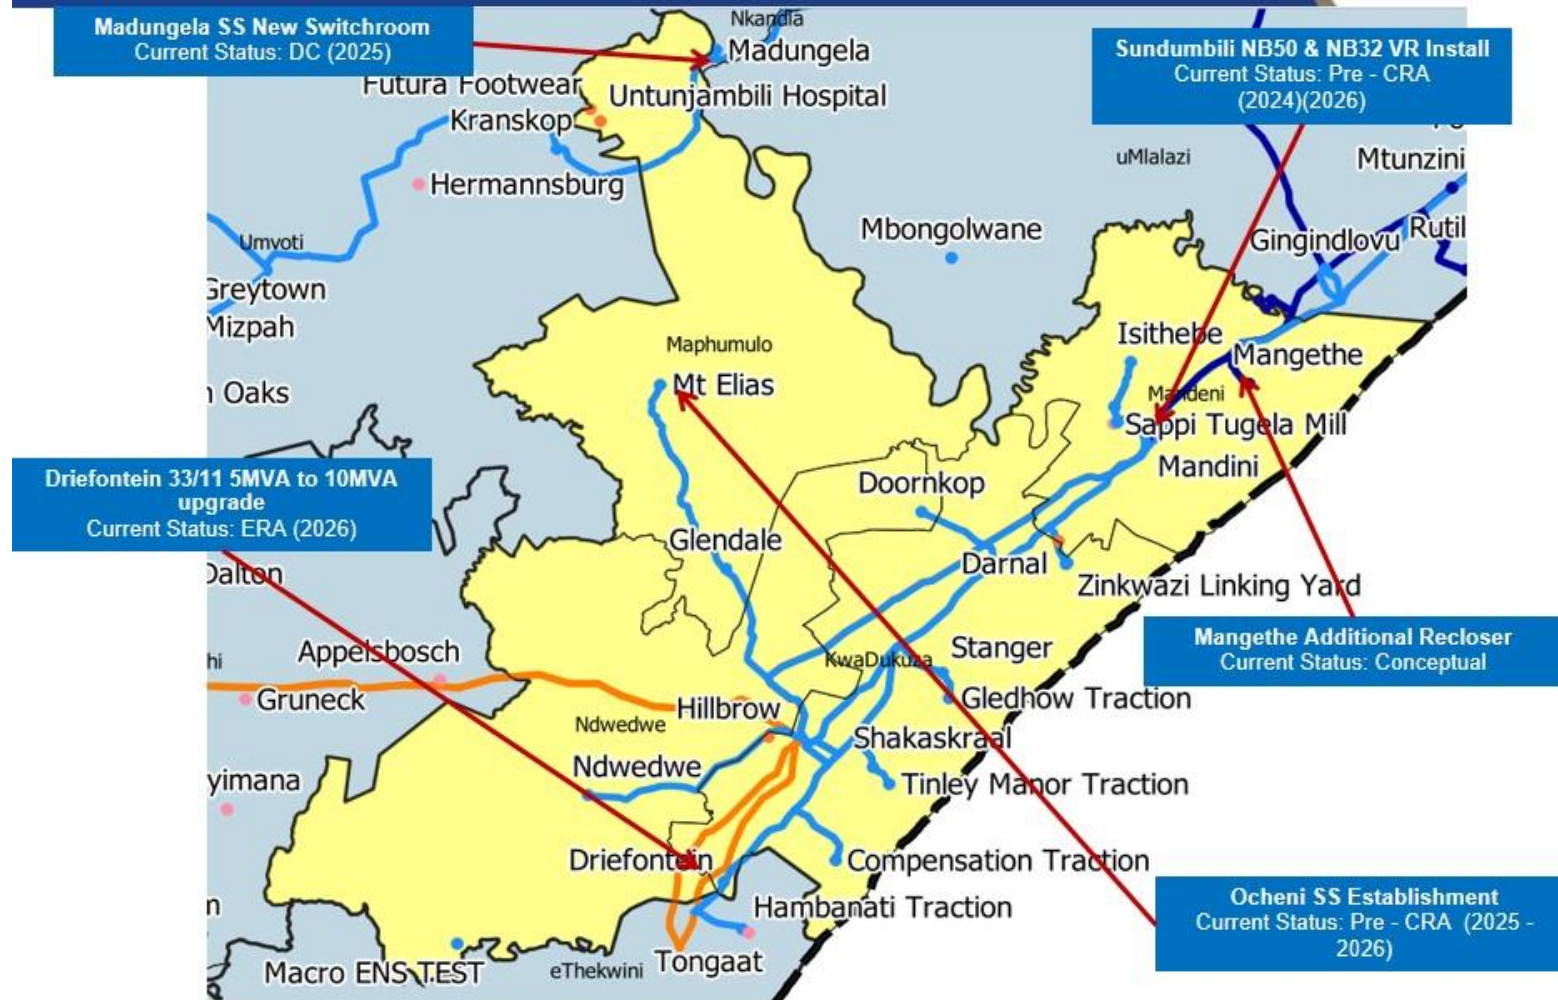 Nkandla
Madungela SS New Switchroom
Current Status: DC (2025)
Madungela
Sundumbili NB50 & NB32 VR Install
Current Status: Pre - CRA
(2024)(2026)
Futura Footwear
Untunjambili Hospital
Kranskop
uMlalazi
Mtunzini
Hermannsburg
Mbongolwane
Gingindlovu
Rutil
Umvoti
Greytown
Mizpah
Isithebe
Maphumulo
Mangethe
Mt Elias
Mandeni
Oaks
Sappi Tugela Mill
Mandini
Driefontein 33/11 5MVA to 10MVA
upgrade
Current Status: ERA (2026)
Doornkop
Glendale
Darnal
Dalton
Zinkwazi Linking Yard
Mangethe Additional Recloser
Current Status: Conceptual
Appelsbosch
hi
KwaDukuza
Stanger
Gruneck
Gledhow Traction
Hillbrow
Ndwedwe
Shakaskraal
Ndwedwe
yimana
Tinley Manor Traction
Driefontein
Compensation Traction
Ocheni SS Establishment
Current Status: Pre - CRA (2025 -
2026)
Hambanati Traction
Tongaat
eThekwini
Macro ENS TEST